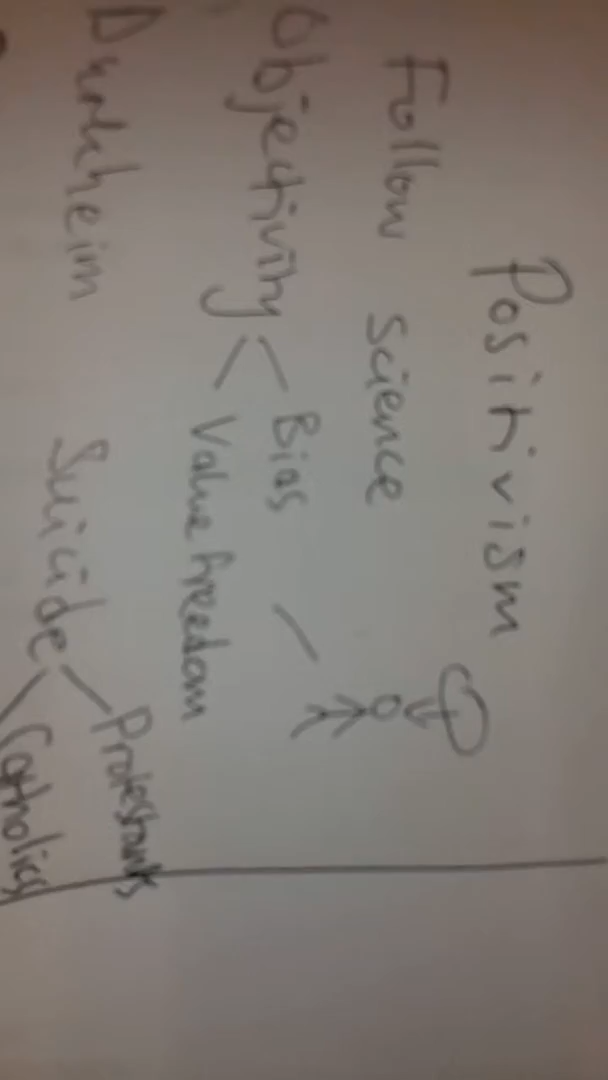 Positivism
Follow science
Objectivity < Bias
Value freedom
Durkheim Suicide Protestants
Catholics